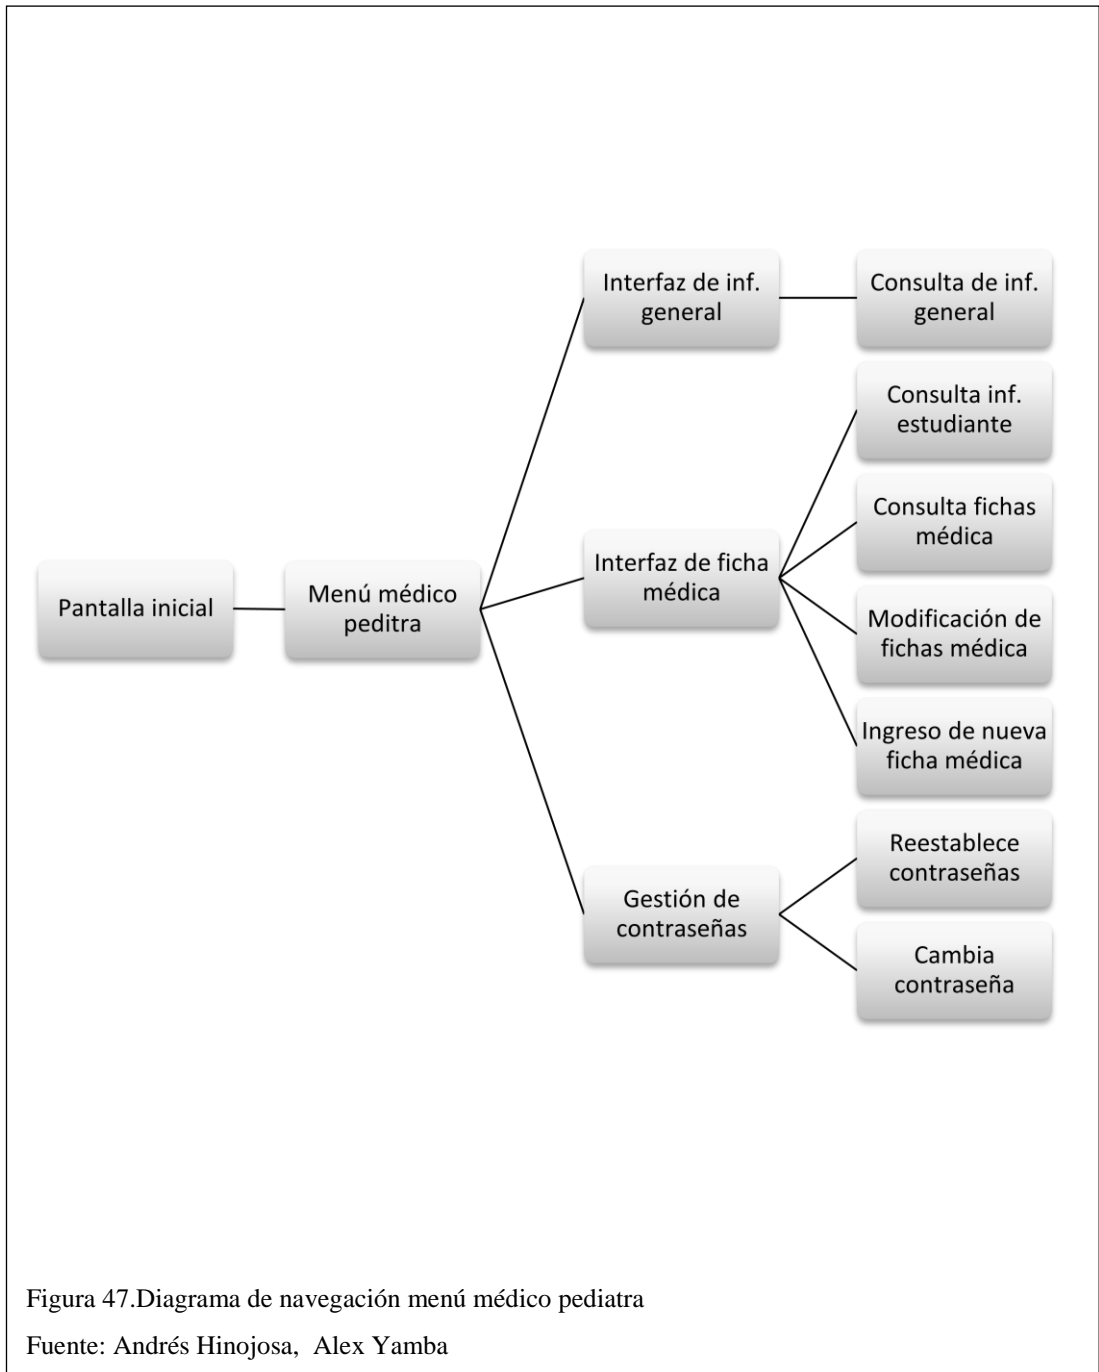 Interfaz de inf.
general
Consulta de inf.
general
Consulta inf.
estudiante
Consulta fichas
médica
Interfaz de ficha
médica
Pantalla inicial
Menú médico
peditra
Modificación de
fichas médica
Ingreso de nueva
ficha médica
Reestablece
contraseñas
Gestión de
contraseñas
Cambia
contraseña
Figura 47.Diagrama de navegación menú médico pediatra
Fuente: Andrés Hinojosa,  Alex Yamba